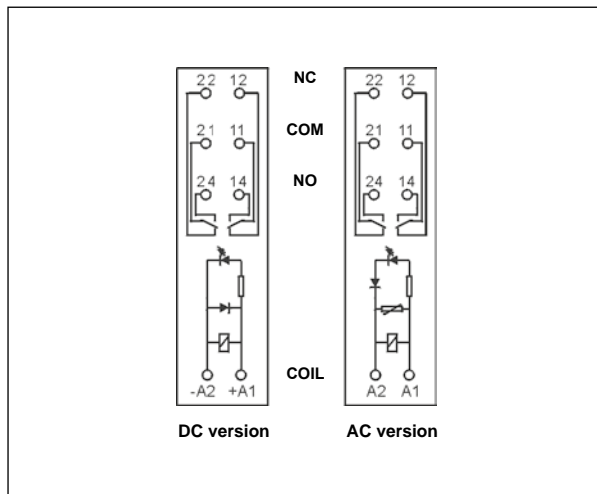 22 12 NC 22 12
21 11 COM 21 11
24 14 NO 24 14
COIL
-A2 +A1 A2 A1
DC version AC version